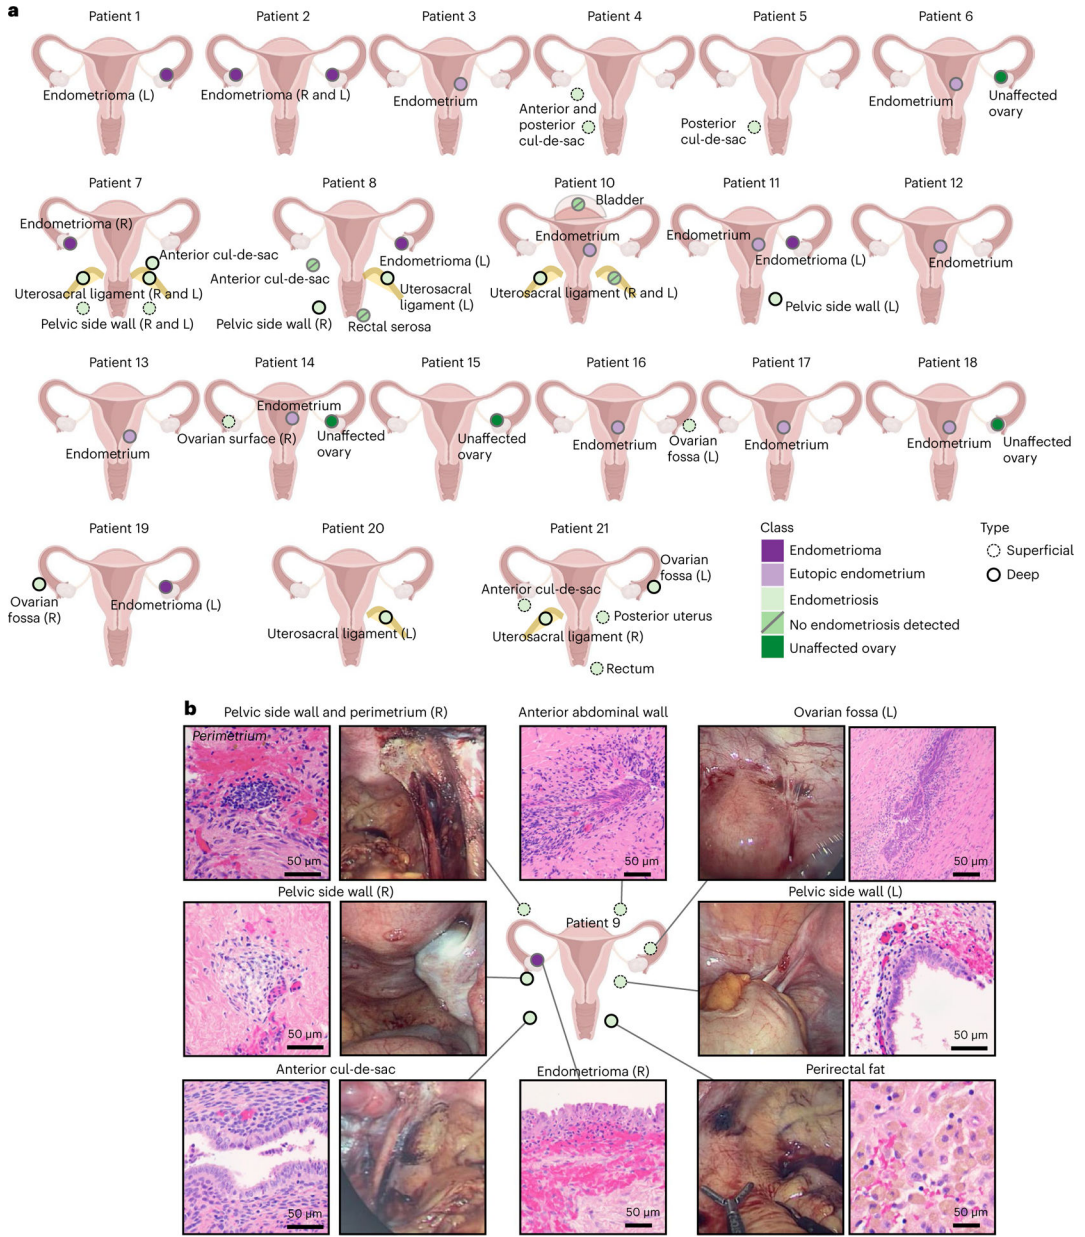 a
Patient 1
Patient 2
Patient 3
Patient 4
Patient 5
Patient 6
Endometrioma (L)
Endometrioma (R and L)
Endometrium
Anterior and
posterior
cul-de-sac
Posterior
cul-de-sac
Endometrium
Unaffected
ovary
Patient 7
Patient 8
Patient 10
Patient 11
Patient 12
Endometrioma (R)
Anterior cul-de-sac
Uterosacral ligament (R and L)
Pelvic side wall (R and L)
Endometrioma (L)
Anterior cul-de-sac
Uterosacral
ligament (L)
Pelvic side wall (R)
Rectal serosa
Bladder
Endometrium
Uterosacral ligament (R and L)
Endometrium
Endometrioma (L)
Pelvic side wall (L)
Endometrium
Patient 13
Patient 14
Patient 15
Patient 16
Patient 17
Patient 18
Endometrium
Endometrium
Ovarian surface (R)
Unaffected
ovary
Unaffected
ovary
Endometrium
Ovarian
fossa (L)
Endometrium
Endometrium
Unaffected
ovary
Patient 19
Patient 20
Patient 21
Ovarian
fossa (R)
Endometrioma (L)
Uterosacral ligament (L)
Ovarian
fossa (L)
Anterior cul-de-sac
Posterior uterus
Uterosacral ligament (R)
Rectum
Class
Endometrioma
Eutopic endometrium
Endometriosis
No endometriosis detected
Unaffected ovary
Type
Superficial
Deep
b
Pelvic side wall and perimetrium (R)
Anterior abdominal wall
Ovarian fossa (L)
Perimetrium
50 µm
50 µm
50 µm
Pelvic side wall (R)
Patient 9
Pelvic side wall (L)
50 µm
50 µm
Anterior cul-de-sac
Endometrioma (R)
Perirectal fat
50 µm
50 µm
50 µm